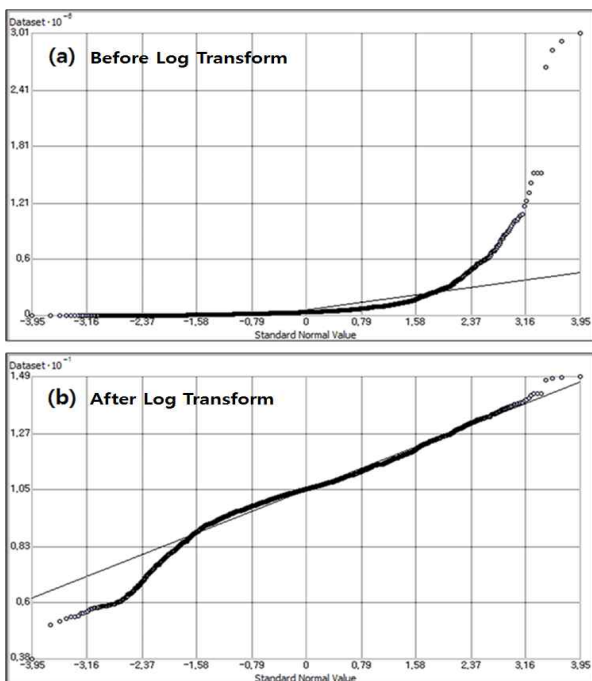 Dataset · 10⁻⁶
3,01
(a) Before Log Transform
2,41
1,81
1,21
0,6
0
-3,95 -3,16 -2,37 -1,58 -0,79 0 0,79 1,58 2,37 3,16 3,95
Standard Normal Value
Dataset · 10⁻¹
1,49
(b) After Log Transform
1,27
1,05
0,83
0,6
0,38
-3,95 -3,16 -2,37 -1,58 -0,79 0 0,79 1,58 2,37 3,16 3,95
Standard Normal Value